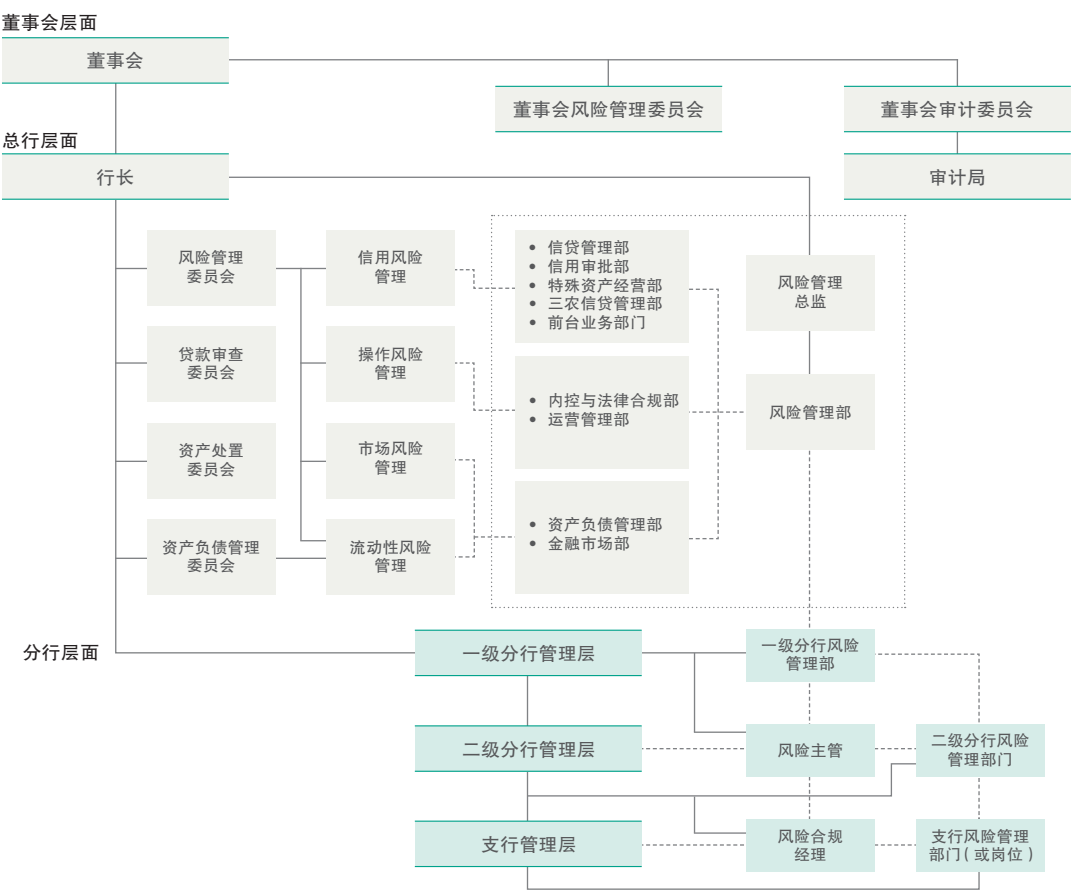 董事会层面
董事会
董事会风险管理委员会
董事会审计委员会
总行层面
行长
审计局
风险管理
委员会
信用风险
管理
• 信贷管理部
• 信用审批部
• 特殊资产经营部
• 三农信贷管理部
• 前台业务部门
风险管理
总监
贷款审查
委员会
操作风险
管理
• 内控与法律合规部
• 运营管理部
风险管理部
资产处置
委员会
市场风险
管理
资产负债管理
委员会
流动性风险
管理
• 资产负债管理部
• 金融市场部
分行层面
一级分行管理层
一级分行风险
管理部
二级分行管理层
风险主管
二级分行风险
管理部门
支行管理层
风险合规
经理
支行风险管理
部门(或岗位)